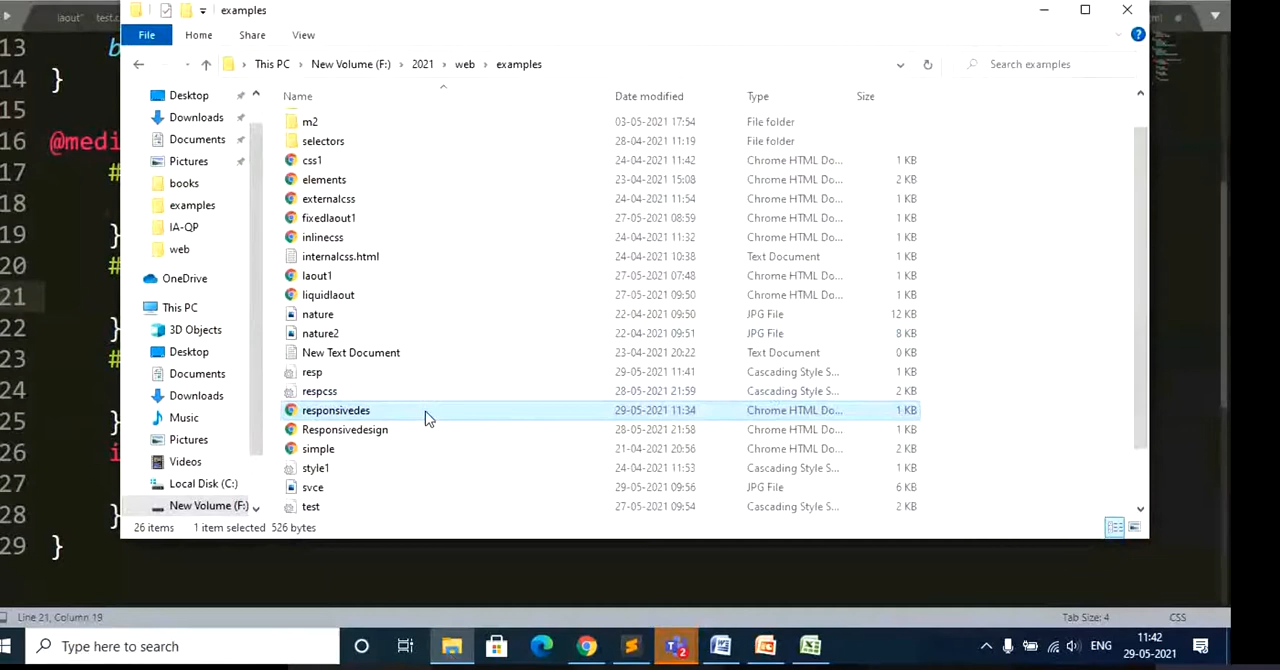 examples
laout
test.c
File Home Share View
This PC New Volume (F:) 2021 web examples
Search examples
Name Date modified Type Size
Desktop
Downloads
Documents
Pictures
books
examples
IA-QP
web
OneDrive
This PC
3D Objects
Desktop
Documents
Downloads
Music
Pictures
Videos
Local Disk (C:)
New Volume (F:)
m2 03-05-2021 17:54 File folder
selectors 28-04-2021 11:19 File folder
css1 24-04-2021 11:42 Chrome HTML Do... 1 KB
elements 23-04-2021 15:08 Chrome HTML Do... 2 KB
externalcss 24-04-2021 11:54 Chrome HTML Do... 1 KB
fixedlaout1 27-05-2021 08:59 Chrome HTML Do... 1 KB
inlinecss 24-04-2021 11:32 Chrome HTML Do... 1 KB
internalcss.html 24-04-2021 10:38 Text Document 1 KB
laout1 27-05-2021 07:48 Chrome HTML Do... 1 KB
liquidlaout 27-05-2021 09:50 Chrome HTML Do... 1 KB
nature 22-04-2021 09:50 JPG File 12 KB
nature2 22-04-2021 09:51 JPG File 8 KB
New Text Document 23-04-2021 20:22 Text Document 0 KB
resp 29-05-2021 11:41 Cascading Style S... 1 KB
respcss 28-05-2021 21:59 Cascading Style S... 2 KB
responsivedes 29-05-2021 11:34 Chrome HTML Do... 1 KB
Responsivedesign 28-05-2021 21:58 Chrome HTML Do... 1 KB
simple 21-04-2021 20:56 Chrome HTML Do... 1 KB
style1 24-04-2021 11:53 Cascading Style S... 1 KB
svce 29-05-2021 09:56 JPG File 6 KB
test 27-05-2021 09:54 Cascading Style S... 2 KB
26 items 1 item selected 526 bytes
13 b
14 }
15
16 @medi
17 #
18
19 }
20 #
21
22 }
23 #
24
25 }
26 i
27
28 }
29 }
Line 21, Column 19 Tab Size: 4 CSS
Type here to search
2
ENG
11:42
29-05-2021